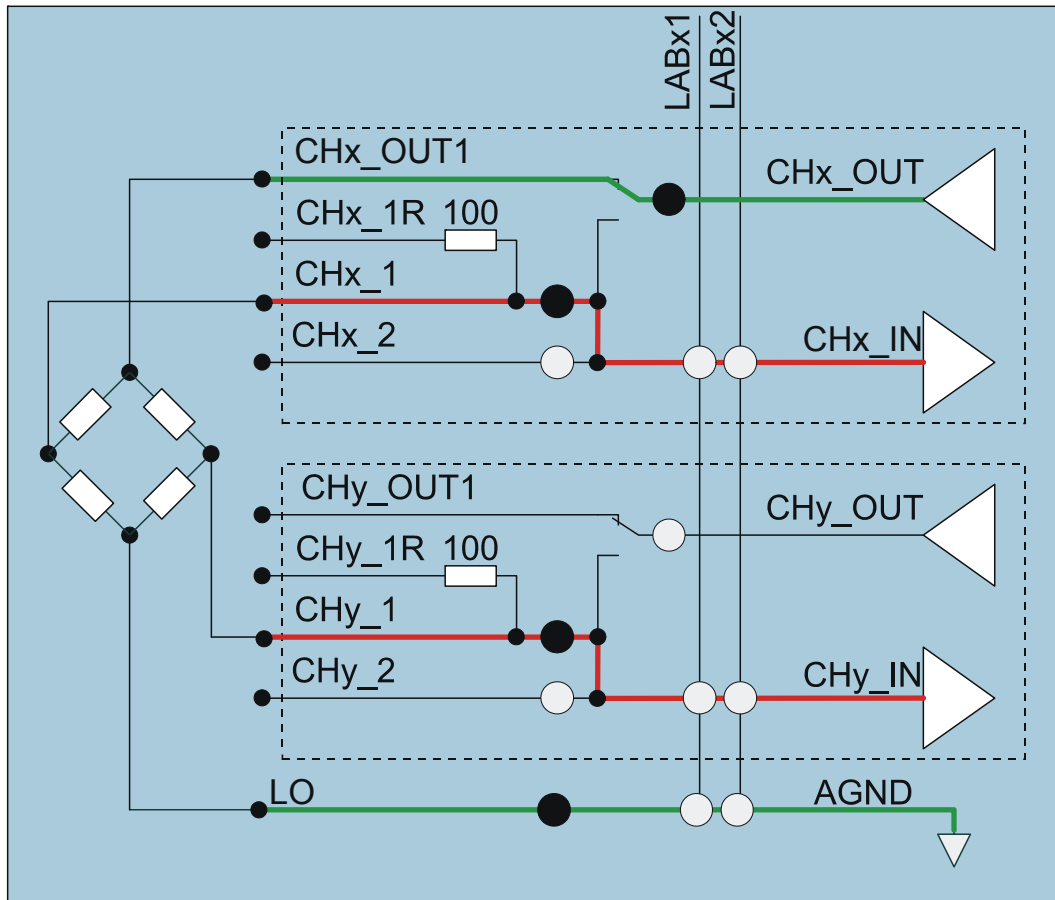 LABx1
LABx2
CHx_OUT1
CHx_OUT
CHx_1R 100
CHx_1
CHx_2
CHx_IN
CHy_OUT1
CHy_OUT
CHy_1R 100
CHy_1
CHy_2
CHy_IN
LO
AGND